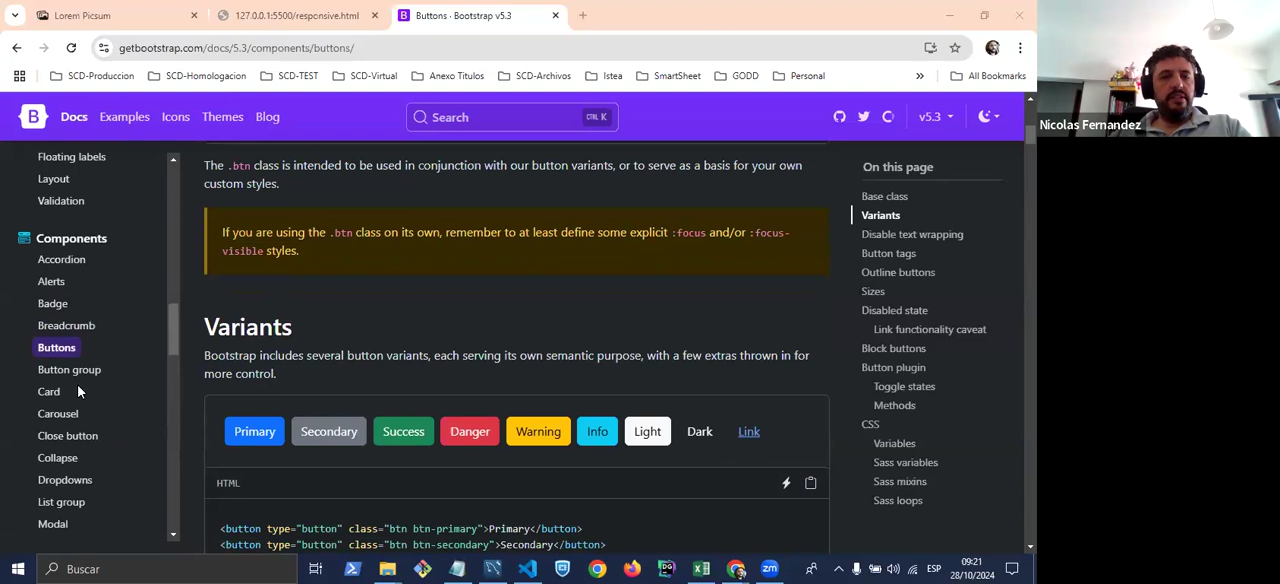 Lorem Picsum
127.0.0.1:5500/responsive.html
Buttons · Bootstrap v5.3
getbootstrap.com/docs/5.3/components/buttons/
SCD-Produccion
SCD-Homologacion
SCD-TEST
SCD-Virtual
Anexo Titulos
SCD-Archivos
Istea
SmartSheet
GODD
Personal
»
All Bookmarks
B
Docs
Examples
Icons
Themes
Blog
Search
CTRL K
v5.3
Nicolas Fernandez
Floating labels
Layout
Validation
Components
Accordion
Alerts
Badge
Breadcrumb
Buttons
Button group
Card
Carousel
Close button
Collapse
Dropdowns
List group
Modal
The .btn class is intended to be used in conjunction with our button variants, or to serve as a basis for your own
custom styles.
If you are using the .btn class on its own, remember to at least define some explicit :focus and/or :focus-
visible styles.
Variants
Bootstrap includes several button variants, each serving its own semantic purpose, with a few extras thrown in for
more control.
Primary
Secondary
Success
Danger
Warning
Info
Light
Dark
Link
HTML
<button type="button" class="btn btn-primary">Primary</button>
<button type="button" class="btn btn-secondary">Secondary</button>
On this page
Base class
Variants
Disable text wrapping
Button tags
Outline buttons
Sizes
Disabled state
Link functionality caveat
Block buttons
Button plugin
Toggle states
Methods
CSS
Variables
Sass variables
Sass mixins
Sass loops
Buscar
zm
ESP
09:21
28/10/2024